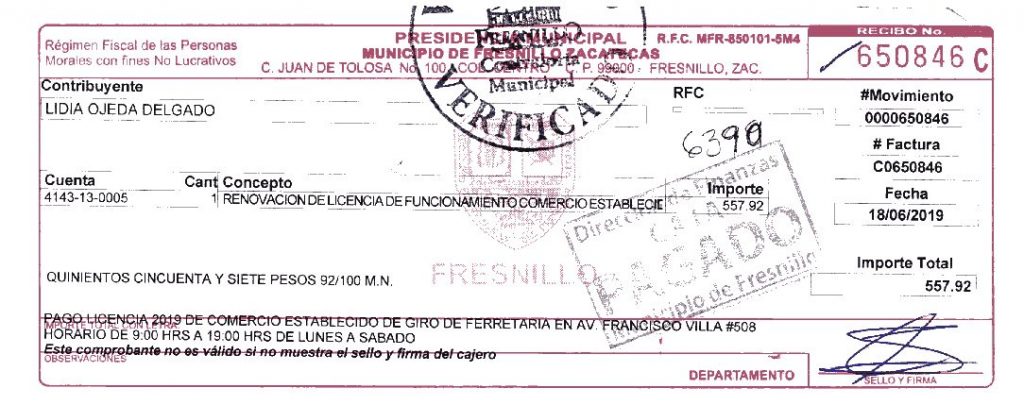 Régimen Fiscal de las Personas
Morales con fines No Lucrativos
MUNICIPIO DE FRESNILLO ZACATECAS
C. JUAN DE TOLOSA No. 100 COL. CENTRO C.P. 99000 FRESNILLO, ZAC.
R.F.C. MFR-850101-5M4
RECIBO No.
650846 C
FRESNILLO
Contraloria
Municipal
VERIFICADO
Contribuyente
LIDIA OJEDA DELGADO
RFC
6390
#Movimiento
0000650846
# Factura
C0650846
Fecha
18/06/2019
Cuenta Cant Concepto Importe
4143-13-0005 1 RENOVACION DE LICENCIA DE FUNCIONAMIENTO COMERCIO ESTABLECIE 557.92
Dirección de Finanzas
CAJA
PAGADO
Municipio de Fresnillo
FRESNILLO
QUINIENTOS CINCUENTA Y SIETE PESOS 92/100 M.N.
Importe Total
557.92
PAGO LICENCIA 2019 DE COMERCIO ESTABLECIDO DE GIRO DE FERRETARIA EN AV. FRANCISCO VILLA #508
IMPORTE TOTAL CON LETRA
HORARIO DE 9:00 HRS A 19:00 HRS DE LUNES A SABADO
Este comprobante no es válido si no muestra el sello y firma del cajero
OBSERVACIONES
DEPARTAMENTO
SELLO Y FIRMA